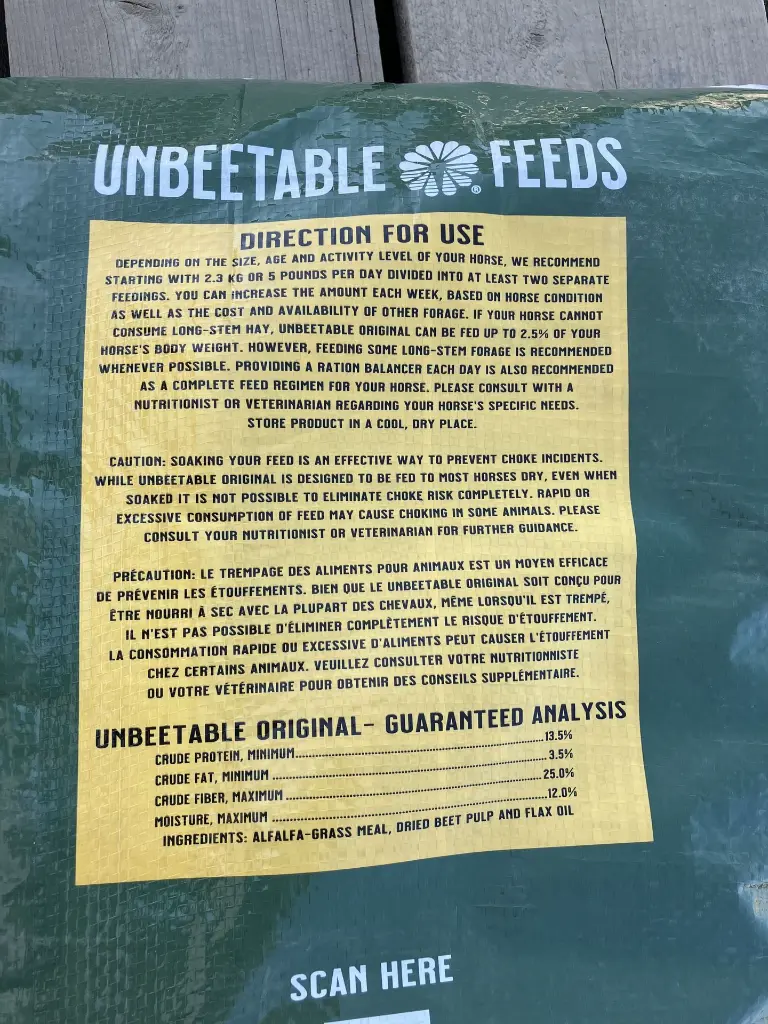 UNBEETABLE FEEDS
DIRECTION FOR USE
DEPENDING ON THE SIZE, AGE AND ACTIVITY LEVEL OF YOUR HORSE, WE RECOMMEND
STARTING WITH 2.3 KG OR 5 POUNDS PER DAY DIVIDED INTO AT LEAST TWO SEPARATE
FEEDINGS. YOU CAN INCREASE THE AMOUNT EACH WEEK, BASED ON HORSE CONDITION
AS WELL AS THE COST AND AVAILABILITY OF OTHER FORAGE. IF YOUR HORSE CANNOT
CONSUME LONG-STEM HAY, UNBEETABLE ORIGINAL CAN BE FED UP TO 2.5% OF YOUR
HORSE'S BODY WEIGHT. HOWEVER, FEEDING SOME LONG-STEM FORAGE IS RECOMMENDED
WHENEVER POSSIBLE. PROVIDING A RATION BALANCER EACH DAY IS ALSO RECOMMENDED
AS A COMPLETE FEED REGIMEN FOR YOUR HORSE. PLEASE CONSULT WITH A
NUTRITIONIST OR VETERINARIAN REGARDING YOUR HORSE'S SPECIFIC NEEDS.
STORE PRODUCT IN A COOL, DRY PLACE.
CAUTION: SOAKING YOUR FEED IS AN EFFECTIVE WAY TO PREVENT CHOKE INCIDENTS.
WHILE UNBEETABLE ORIGINAL IS DESIGNED TO BE FED TO MOST HORSES DRY, EVEN WHEN
SOAKED IT IS NOT POSSIBLE TO ELIMINATE CHOKE RISK COMPLETELY. RAPID OR
EXCESSIVE CONSUMPTION OF FEED MAY CAUSE CHOKING IN SOME ANIMALS. PLEASE
CONSULT YOUR NUTRITIONIST OR VETERINARIAN FOR FURTHER GUIDANCE.
PRÉCAUTION: LE TREMPAGE DES ALIMENTS POUR ANIMAUX EST UN MOYEN EFFICACE
DE PRÉVENIR LES ÉTOUFFEMENTS. BIEN QUE LE UNBEETABLE ORIGINAL SOIT CONÇU POUR
ÊTRE NOURRI À SEC AVEC LA PLUPART DES CHEVAUX, MÊME LORSQU'IL EST TREMPÉ,
IL N'EST PAS POSSIBLE D'ÉLIMINER COMPLÈTEMENT LE RISQUE D'ÉTOUFFEMENT.
LA CONSOMMATION RAPIDE OU EXCESSIVE D'ALIMENTS PEUT CAUSER L'ÉTOUFFEMENT
CHEZ CERTAINS ANIMAUX. VEUILLEZ CONSULTER VOTRE NUTRITIONNISTE
OU VOTRE VÉTÉRINAIRE POUR OBTENIR DES CONSEILS SUPPLÉMENTAIRE.
UNBEETABLE ORIGINAL- GUARANTEED ANALYSIS
CRUDE PROTEIN, MINIMUM 13.5%
CRUDE FAT, MINIMUM 3.5%
CRUDE FIBER, MAXIMUM 25.0%
MOISTURE, MAXIMUM 12.0%
INGREDIENTS: ALFALFA-GRASS MEAL, DRIED BEET PULP AND FLAX OIL
SCAN HERE